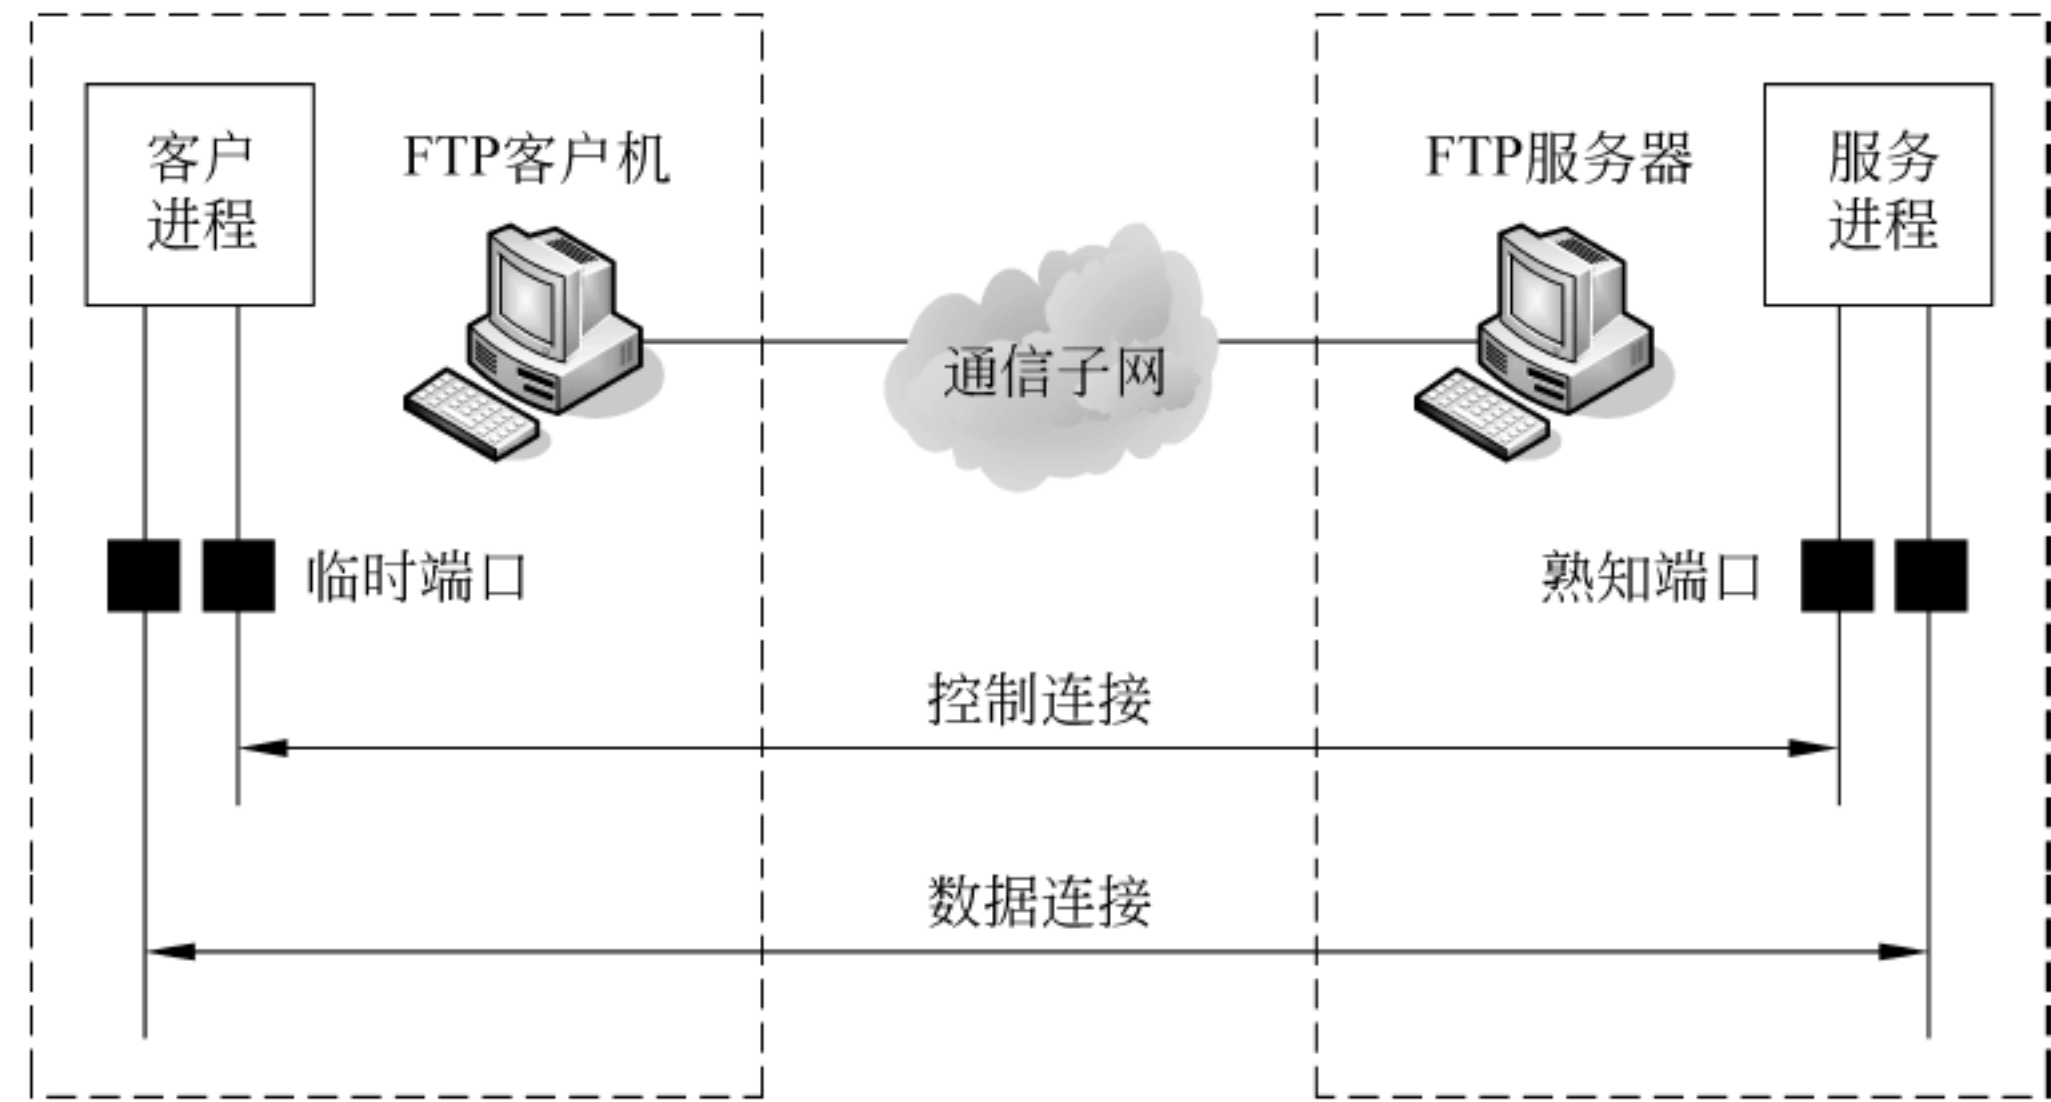 客户
进程
FTP客户机
FTP服务器
服务
进程
通信子网
临时端口
熟知端口
控制连接
数据连接